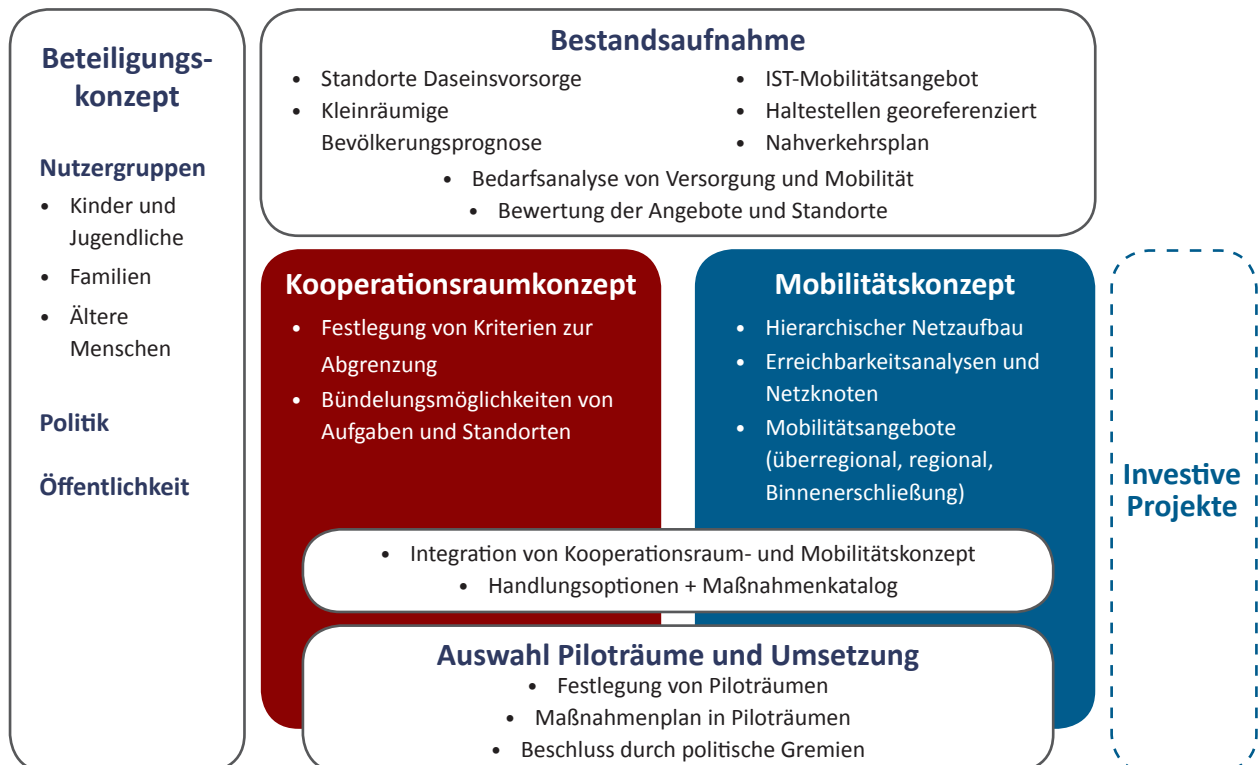 Beteiligungs-
konzept
Nutzergruppen
• Kinder und
Jugendliche
• Familien
• Ältere
Menschen
Politik
Öffentlichkeit
Bestandsaufnahme
• Standorte Daseinsvorsorge
• Kleinräumige
Bevölkerungsprognose
• IST-Mobilitätsangebot
• Haltestellen georeferenziert
• Nahverkehrsplan
• Bedarfsanalyse von Versorgung und Mobilität
• Bewertung der Angebote und Standorte
Kooperationsraumkonzept
• Festlegung von Kriterien zur
Abgrenzung
• Bündelungsmöglichkeiten von
Aufgaben und Standorten
Mobilitätskonzept
• Hierarchischer Netzaufbau
• Erreichbarkeitsanalysen und
Netzknoten
• Mobilitätsangebote
(überregional, regional,
Binnenerschließung)
• Integration von Kooperationsraum- und Mobilitätskonzept
• Handlungsoptionen + Maßnahmenkatalog
Auswahl Piloträume und Umsetzung
• Festlegung von Piloträumen
• Maßnahmenplan in Piloträumen
• Beschluss durch politische Gremien
Investive
Projekte